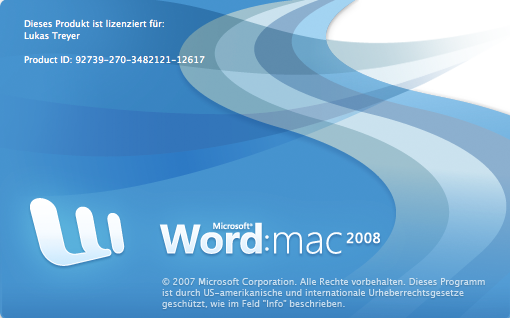 Dieses Produkt ist lizenziert für:
Lukas Treyer
Product ID: 92739-270-3482121-12617
Microsoft®
Word:mac 2008
© 2007 Microsoft Corporation. Alle Rechte vorbehalten. Dieses Programm
ist durch US-amerikanische und internationale Urheberrechtsgesetze
geschützt, wie im Feld "Info" beschrieben.